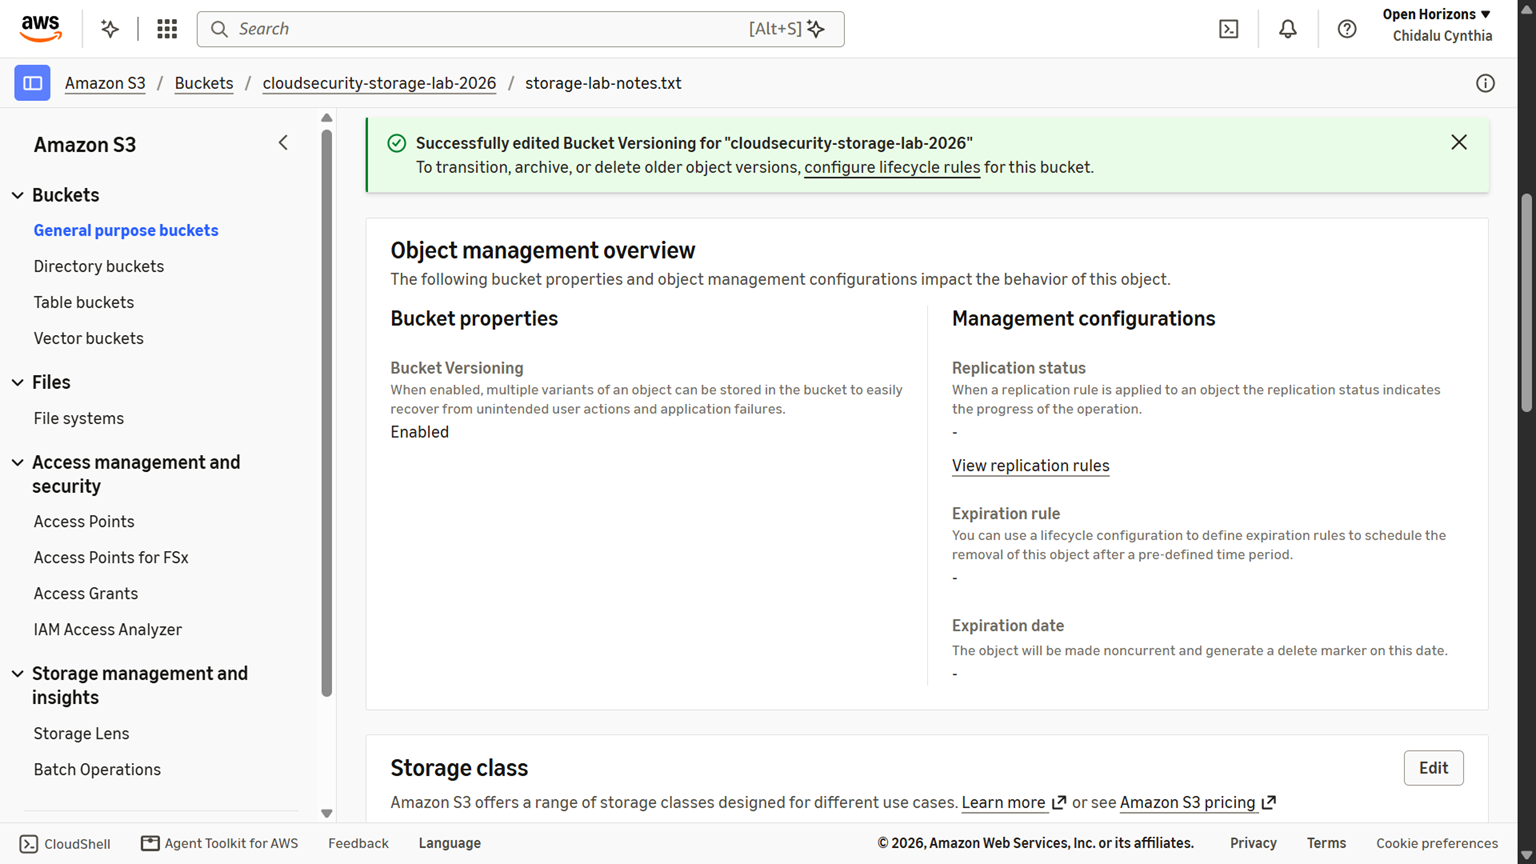 aws
Search
[Alt+S]
Open Horizons
Chidalu Cynthia
Amazon S3 / Buckets / cloudsecurity-storage-lab-2026 / storage-lab-notes.txt
Amazon S3
Buckets
General purpose buckets
Directory buckets
Table buckets
Vector buckets
Files
File systems
Access management and
security
Access Points
Access Points for FSx
Access Grants
IAM Access Analyzer
Storage management and
insights
Storage Lens
Batch Operations
Successfully edited Bucket Versioning for "cloudsecurity-storage-lab-2026"
To transition, archive, or delete older object versions, configure lifecycle rules for this bucket.
Object management overview
The following bucket properties and object management configurations impact the behavior of this object.
Bucket properties
Bucket Versioning
When enabled, multiple variants of an object can be stored in the bucket to easily
recover from unintended user actions and application failures.
Enabled
Management configurations
Replication status
When a replication rule is applied to an object the replication status indicates
the progress of the operation.
-
View replication rules
Expiration rule
You can use a lifecycle configuration to define expiration rules to schedule the
removal of this object after a pre-defined time period.
-
Expiration date
The object will be made noncurrent and generate a delete marker on this date.
-
Storage class
Edit
Amazon S3 offers a range of storage classes designed for different use cases. Learn more or see Amazon S3 pricing
CloudShell
Agent Toolkit for AWS
Feedback
Language
© 2026, Amazon Web Services, Inc. or its affiliates.
Privacy
Terms
Cookie preferences